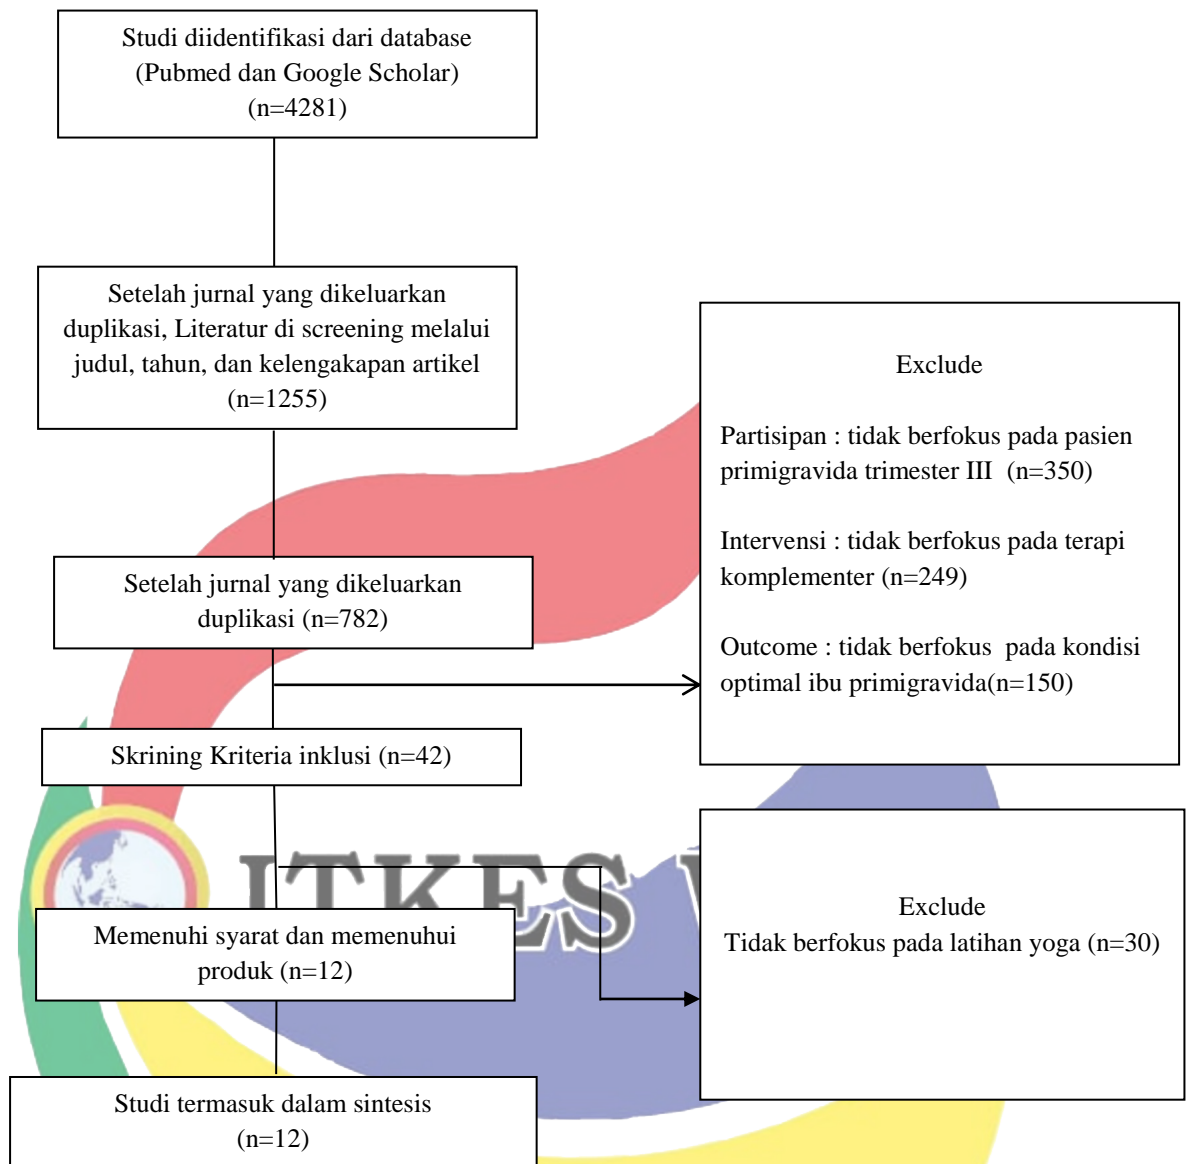 Studi diidentifikasi dari database
(Pubmed dan Google Scholar)
(n=4281)
Setelah jurnal yang dikeluarkan
duplikasi, Literatur di screening melalui
judul, tahun, dan kelengakapan artikel
(n=1255)
Exclude
Partisipan : tidak berfokus pada pasien
primigravida trimester III (n=350)
Intervensi : tidak berfokus pada terapi
komplementer (n=249)
Outcome : tidak berfokus pada kondisi
optimal ibu primigravida(n=150)
Setelah jurnal yang dikeluarkan
duplikasi (n=782)
Skrining Kriteria inklusi (n=42)
ITKES
Exclude
Tidak berfokus pada latihan yoga (n=30)
Memenuhi syarat dan memenuhui
produk (n=12)
Studi termasuk dalam sintesis
(n=12)